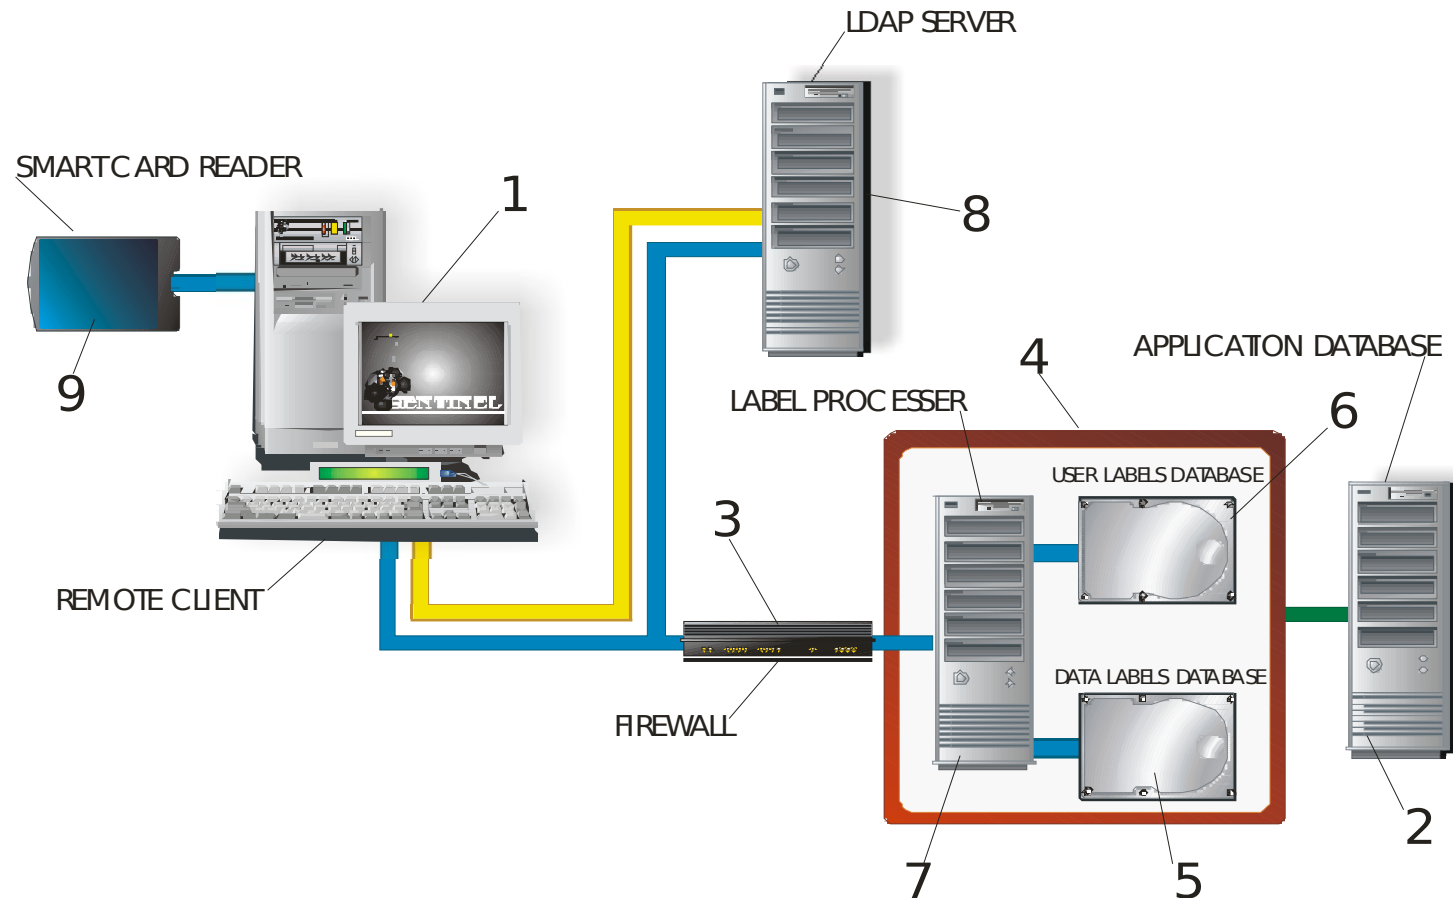 LDAP SERVER
SMARTCARD READER
1
8
9
4
APPLICATION DATABASE
LABEL PROCESSER
6
SENTINEL
USER LABELS DATABASE
3
REMOTE CLIENT
DATA LABELS DATABASE
FIREWALL
2
7
5